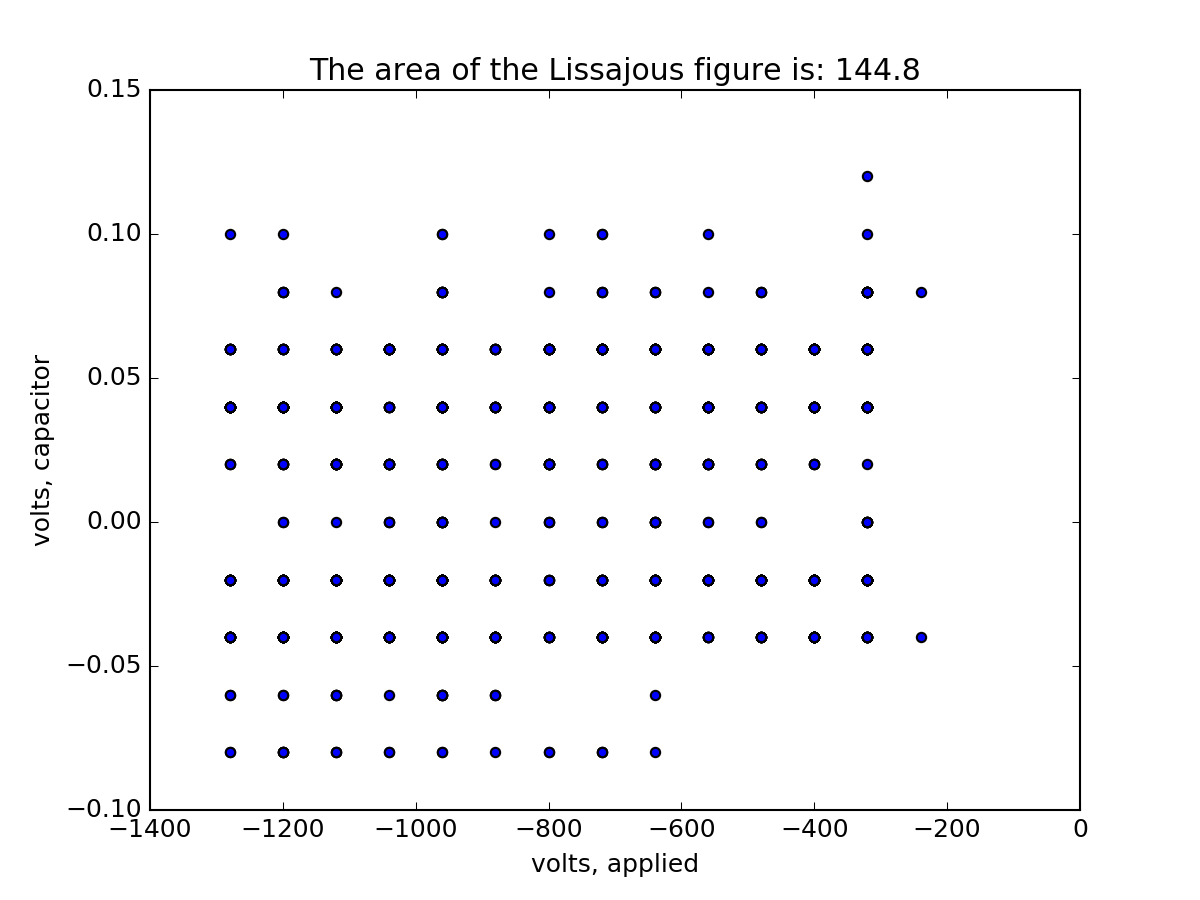 The area of the Lissajous figure is: 144.8
0.15
0.10
0.05
0.00
−0.05
−0.10
−1400 −1200 −1000 −800 −600 −400 −200 0
volts, applied
volts, capacitor